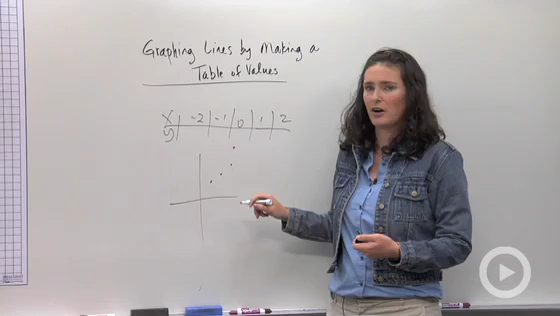 Graphing Lines by Making a
Table of Values
X | -2 | -1 | 0 | 1 | 2
y |